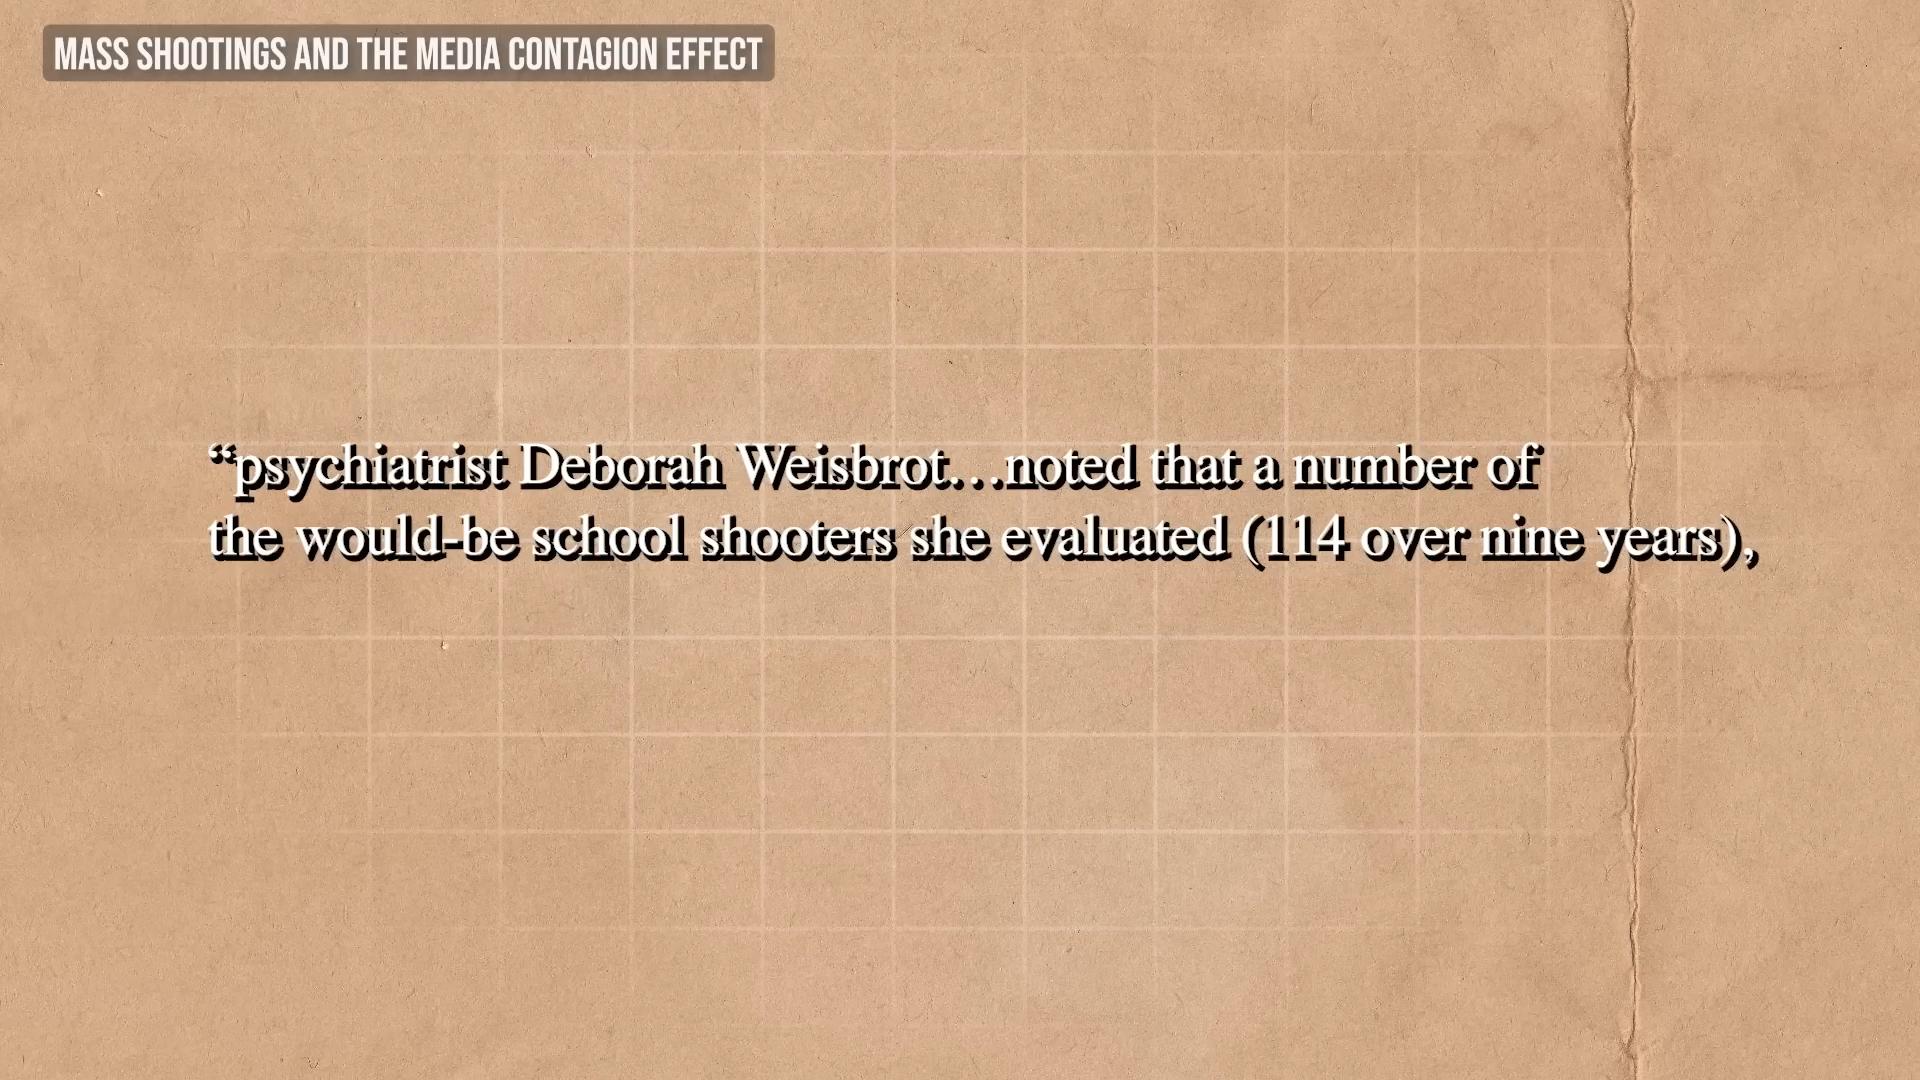 MASS SHOOTINGS AND THE MEDIA CONTAGION EFFECT
“psychiatrist Deborah Weisbrot…noted that a number of
the would-be school shooters she evaluated (114 over nine years),